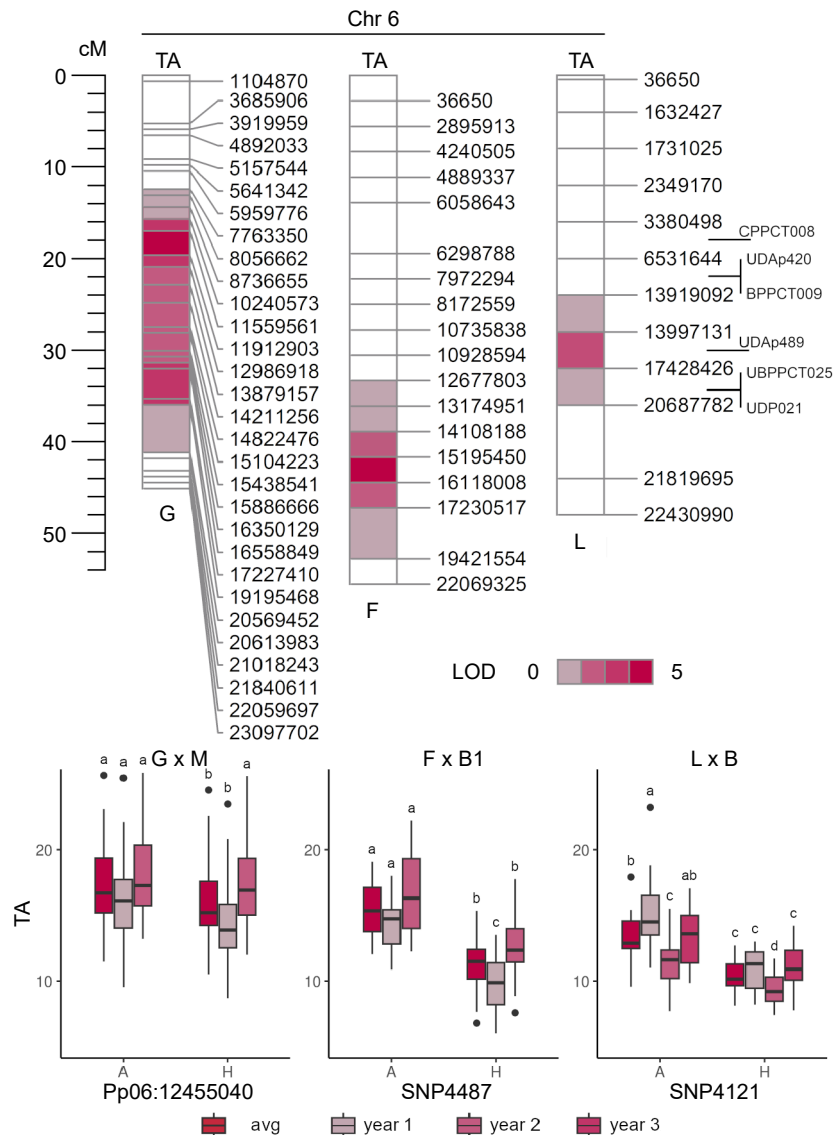 Chr 6
cM
TA
TA
TA
0
10
20
30
40
50
1104870
3685906
3919959
4892033
5157544
5641342
5959776
7763350
8056662
8736655
10240573
11559561
11912903
12986918
13879157
14211256
14822476
15104223
15438541
15886666
16350129
16558849
17227410
19195468
20569452
20613983
21018243
21840611
22059697
23097702
G
36650
2895913
4240505
4889337
6058643
6298788
7972294
8172559
10735838
10928594
12677803
13174951
14108188
15195450
16118008
17230517
19421554
22069325
F
36650
1632427
1731025
2349170
3380498
6531644
13919092
13997131
17428426
20687782
21819695
22430990
L
CPPCT008
UDAp420
BPPCT009
UDAp489
UBPPCT025
UDP021
LOD 0 5
G x M
a a a b b a
20
10
TA
A H
Pp06:12455040
F x B1
a a a b c b
20
10
A H
SNP4487
L x B
b a c ab c c d c
20
10
A H
SNP4121
avg year 1 year 2 year 3